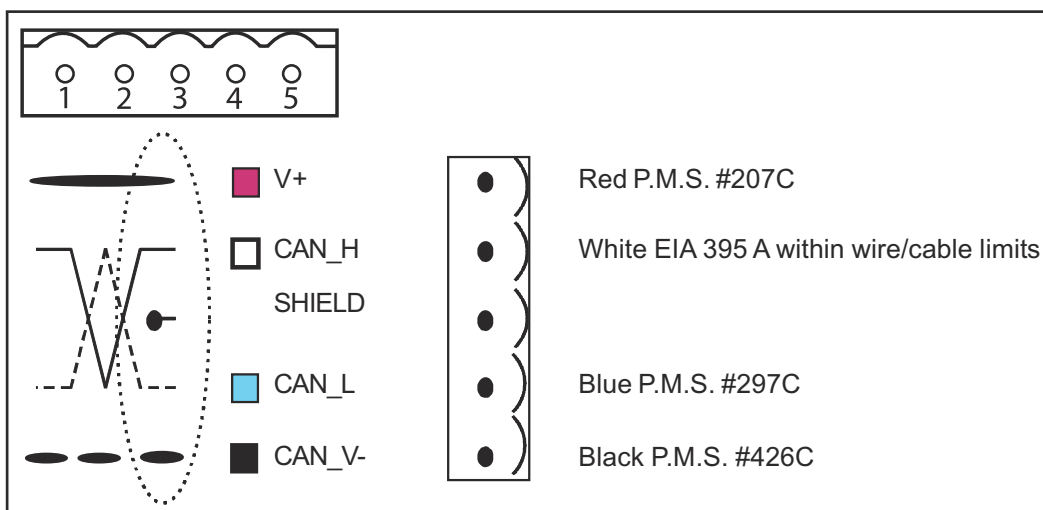 1 2 3 4 5
V+ Red P.M.S. #207C
CAN_H White EIA 395 A within wire/cable limits
SHIELD
CAN_L Blue P.M.S. #297C
CAN_V- Black P.M.S. #426C